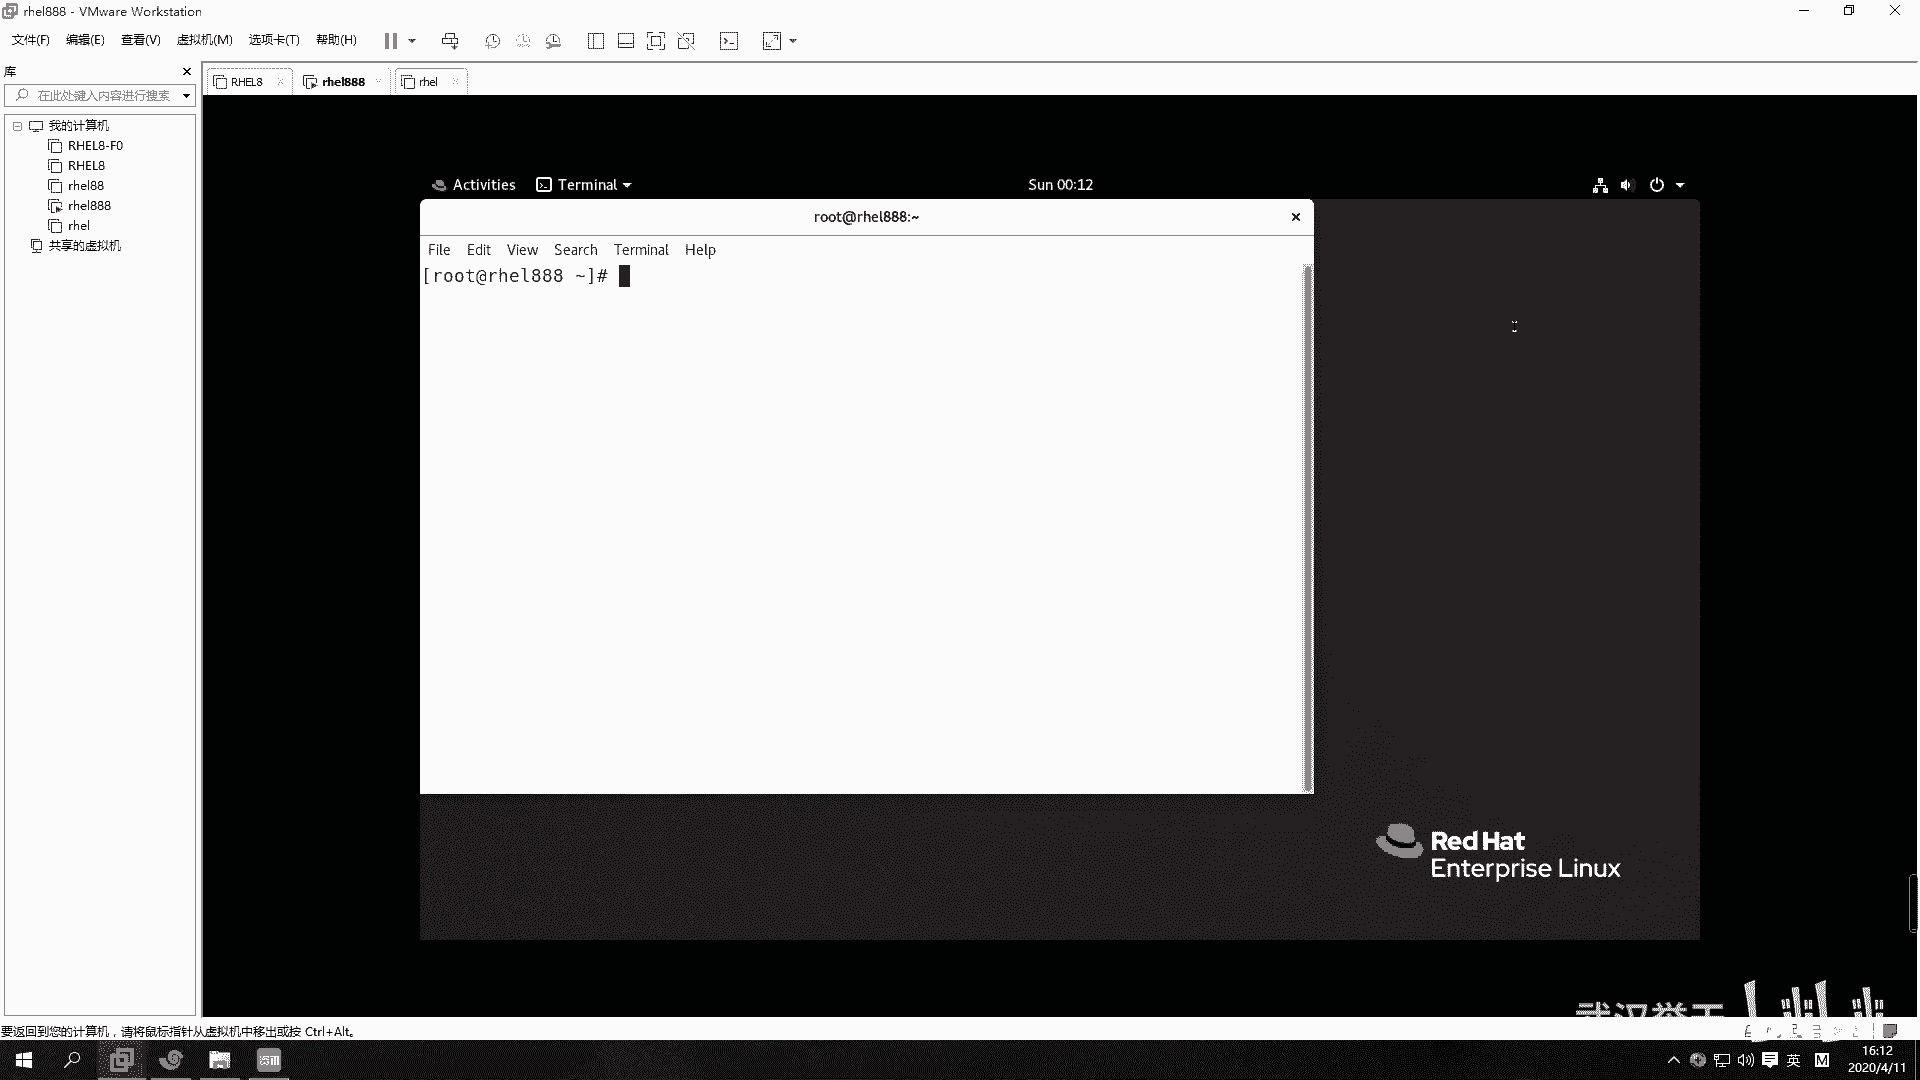 rhel888 - VMware Workstation
文件(F) 编辑(E) 查看(V) 虚拟机(M) 选项卡(T) 帮助(H)
库
RHEL8 rhel888 rhel
在此处键入内容进行搜索
我的计算机
RHEL8-F0
RHEL8
rhel88
rhel888
rhel
共享的虚拟机
Activities Terminal Sun 00:12
root@rhel888:~
File Edit View Search Terminal Help
[root@rhel888 ~]#
Red Hat
Enterprise Linux
要返回到您的计算机，请将鼠标指针从虚拟机中移出或按 Ctrl+Alt。
英 M 16:12
2020/4/11